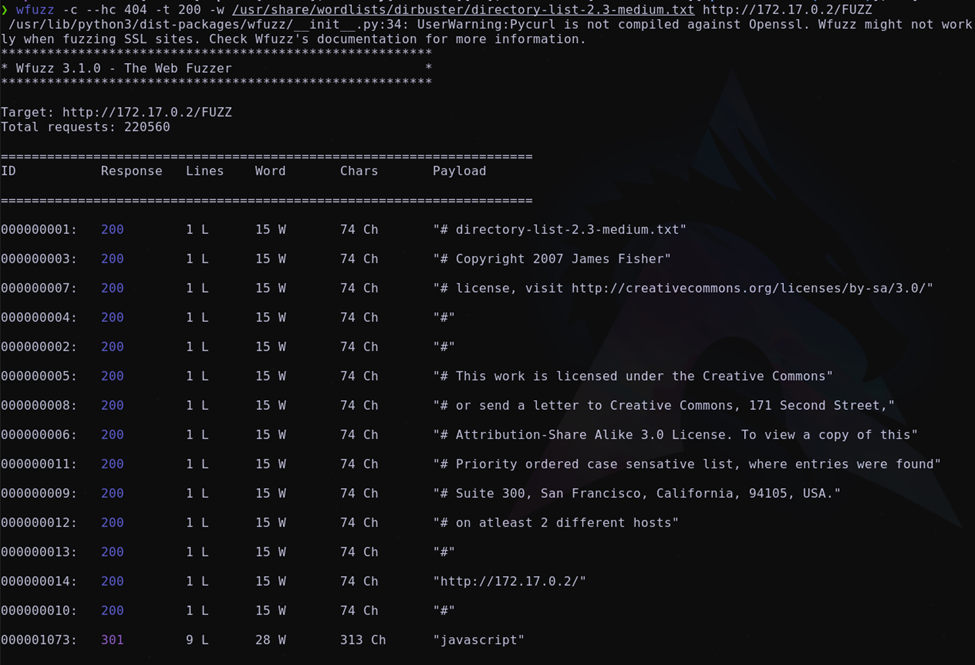 ❯ wfuzz -c --hc 404 -t 200 -w /usr/share/wordlists/dirbuster/directory-list-2.3-medium.txt http://172.17.0.2/FUZZ
/usr/lib/python3/dist-packages/wfuzz/__init__.py:34: UserWarning:Pycurl is not compiled against Openssl. Wfuzz might not work
ly when fuzzing SSL sites. Check Wfuzz's documentation for more information.
********************************************************
* Wfuzz 3.1.0 - The Web Fuzzer                         *
********************************************************
Target: http://172.17.0.2/FUZZ
Total requests: 220560
=====================================================================
ID           Response   Lines    Word       Chars       Payload
=====================================================================
000000001:   200        1 L      15 W       74 Ch       "# directory-list-2.3-medium.txt"
000000003:   200        1 L      15 W       74 Ch       "# Copyright 2007 James Fisher"
000000007:   200        1 L      15 W       74 Ch       "# license, visit http://creativecommons.org/licenses/by-sa/3.0/"
000000004:   200        1 L      15 W       74 Ch       "#"
000000002:   200        1 L      15 W       74 Ch       "#"
000000005:   200        1 L      15 W       74 Ch       "# This work is licensed under the Creative Commons"
000000008:   200        1 L      15 W       74 Ch       "# or send a letter to Creative Commons, 171 Second Street,"
000000006:   200        1 L      15 W       74 Ch       "# Attribution-Share Alike 3.0 License. To view a copy of this"
000000011:   200        1 L      15 W       74 Ch       "# Priority ordered case sensative list, where entries were found"
000000009:   200        1 L      15 W       74 Ch       "# Suite 300, San Francisco, California, 94105, USA."
000000012:   200        1 L      15 W       74 Ch       "# on atleast 2 different hosts"
000000013:   200        1 L      15 W       74 Ch       "#"
000000014:   200        1 L      15 W       74 Ch       "http://172.17.0.2/"
000000010:   200        1 L      15 W       74 Ch       "#"
000001073:   301        9 L      28 W       313 Ch      "javascript"